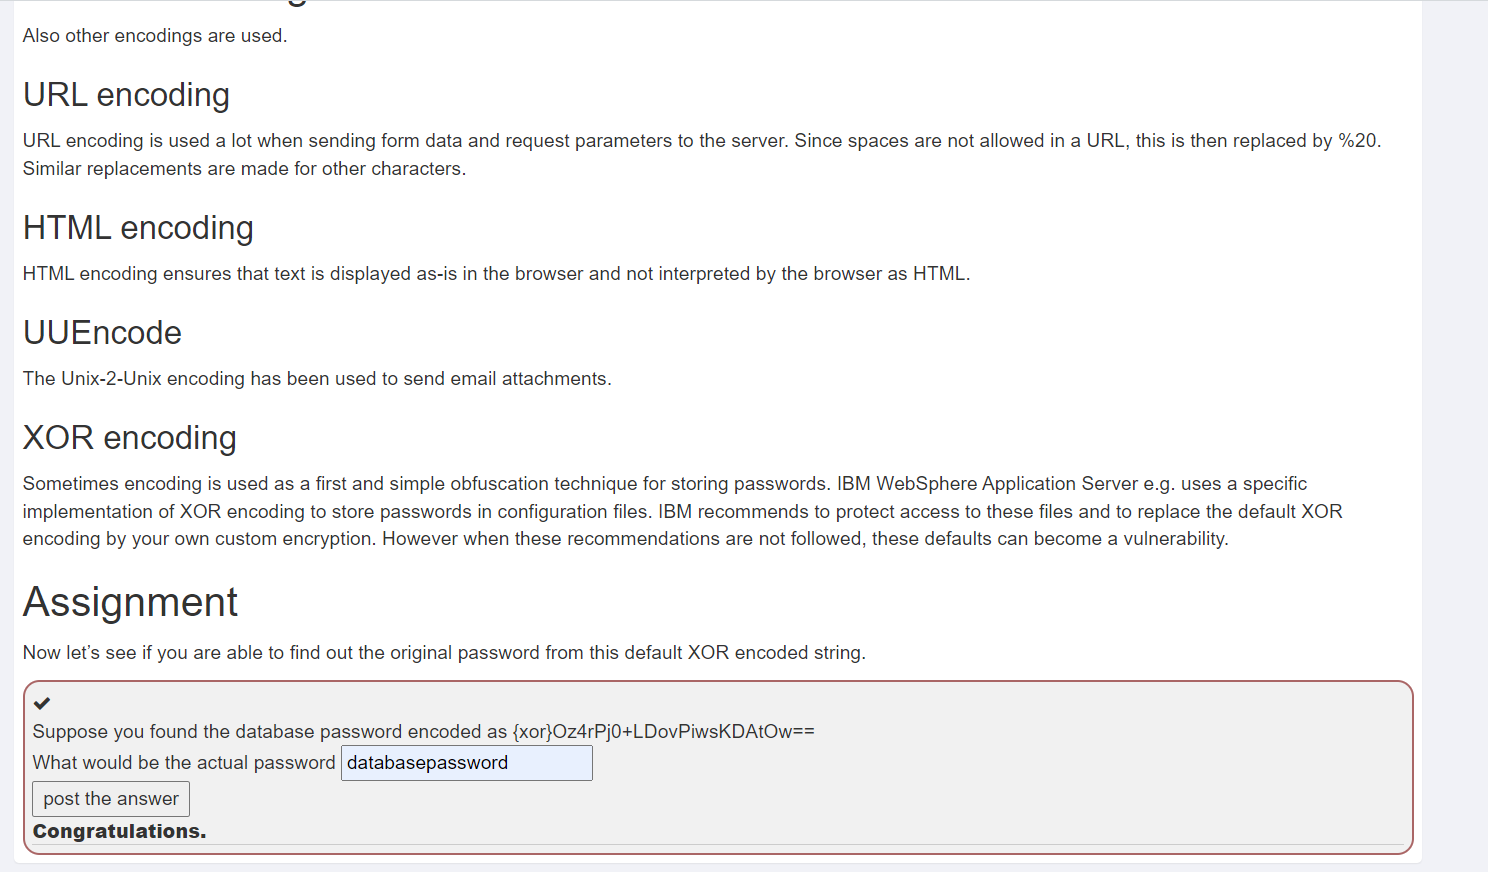 Also other encodings are used.
URL encoding
URL encoding is used a lot when sending form data and request parameters to the server. Since spaces are not allowed in a URL, this is then replaced by %20.
Similar replacements are made for other characters.
HTML encoding
HTML encoding ensures that text is displayed as-is in the browser and not interpreted by the browser as HTML.
UUEncode
The Unix-2-Unix encoding has been used to send email attachments.
XOR encoding
Sometimes encoding is used as a first and simple obfuscation technique for storing passwords. IBM WebSphere Application Server e.g. uses a specific
implementation of XOR encoding to store passwords in configuration files. IBM recommends to protect access to these files and to replace the default XOR
encoding by your own custom encryption. However when these recommendations are not followed, these defaults can become a vulnerability.
Assignment
Now let’s see if you are able to find out the original password from this default XOR encoded string.
Suppose you found the database password encoded as {xor}Oz4rPj0+LDovPiwsKDAtOw==
What would be the actual password databasepassword
post the answer
Congratulations.